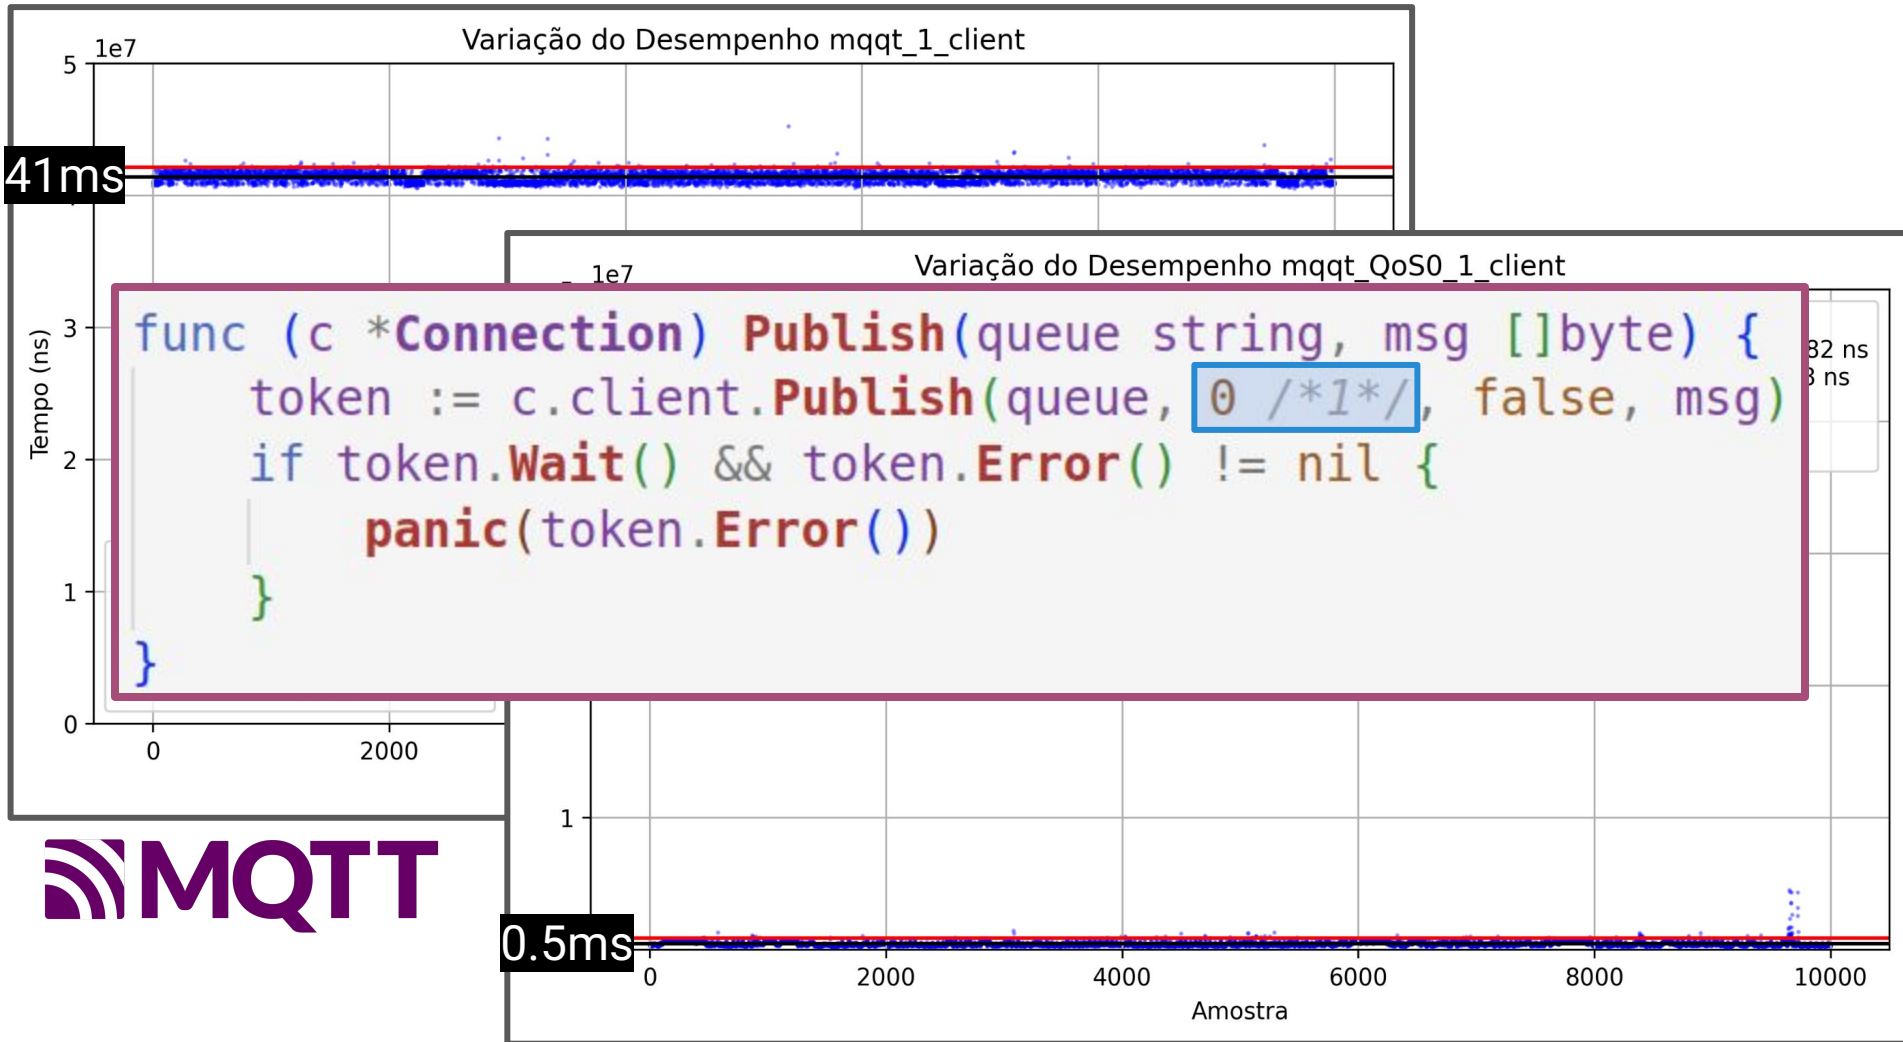 Variação do Desempenho mqqt_1_client
1e7
5
41ms
3
2
1
0
Tempo (ns)
0
2000
Variação do Desempenho mqqt_QoS0_1_client
1e7
82 ns
ns
func (c *Connection) Publish(queue string, msg []byte) {
token := c.client.Publish(queue, 0 /*1*/, false, msg)
if token.Wait() && token.Error() != nil {
panic(token.Error())
}
}
1
0.5ms
0
2000
4000
6000
8000
10000
Amostra
MQTT